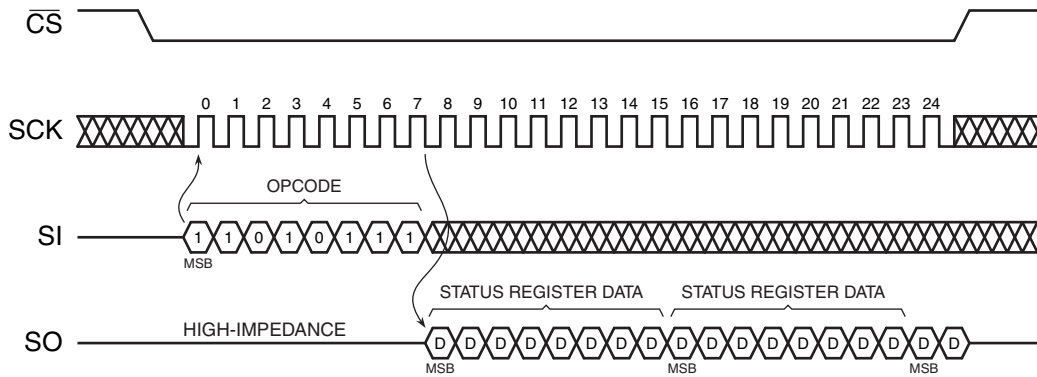 CS
0 1 2 3 4 5 6 7 8 9 10 11 12 13 14 15 16 17 18 19 20 21 22 23 24
SCK
OPCODE
SI 1 1 0 1 0 1 1 1
MSB
STATUS REGISTER DATA STATUS REGISTER DATA
HIGH-IMPEDANCE
SO D D D D D D D D D D D D D D D D D D
MSB MSB MSB